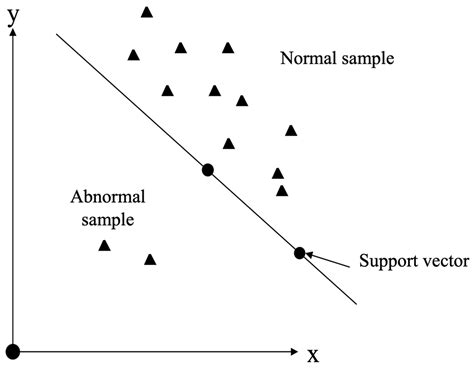 y
Normal sample
Abnormal
sample
Support vector
x